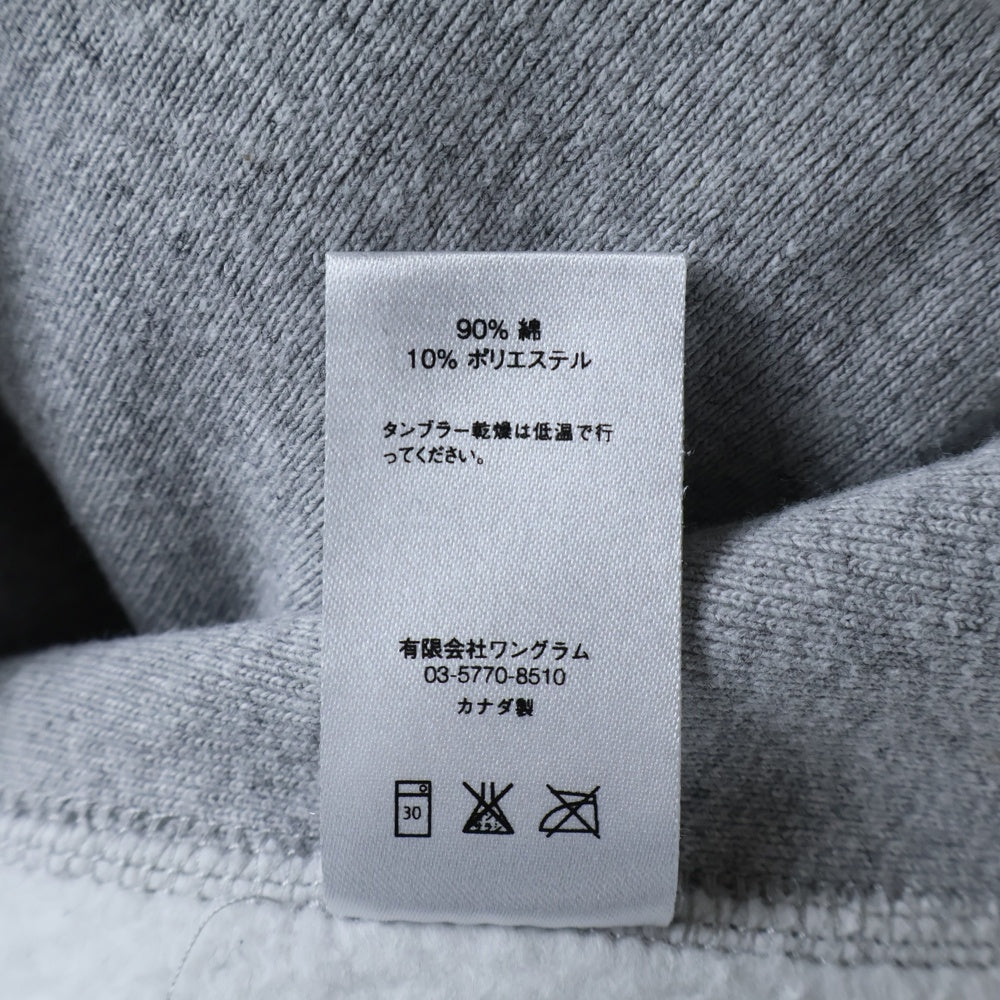 90% 綿
10% ポリエステル
タンブラー乾燥は低温で行
ってください。
有限会社ワングラム
03-5770-8510
カナダ製
30